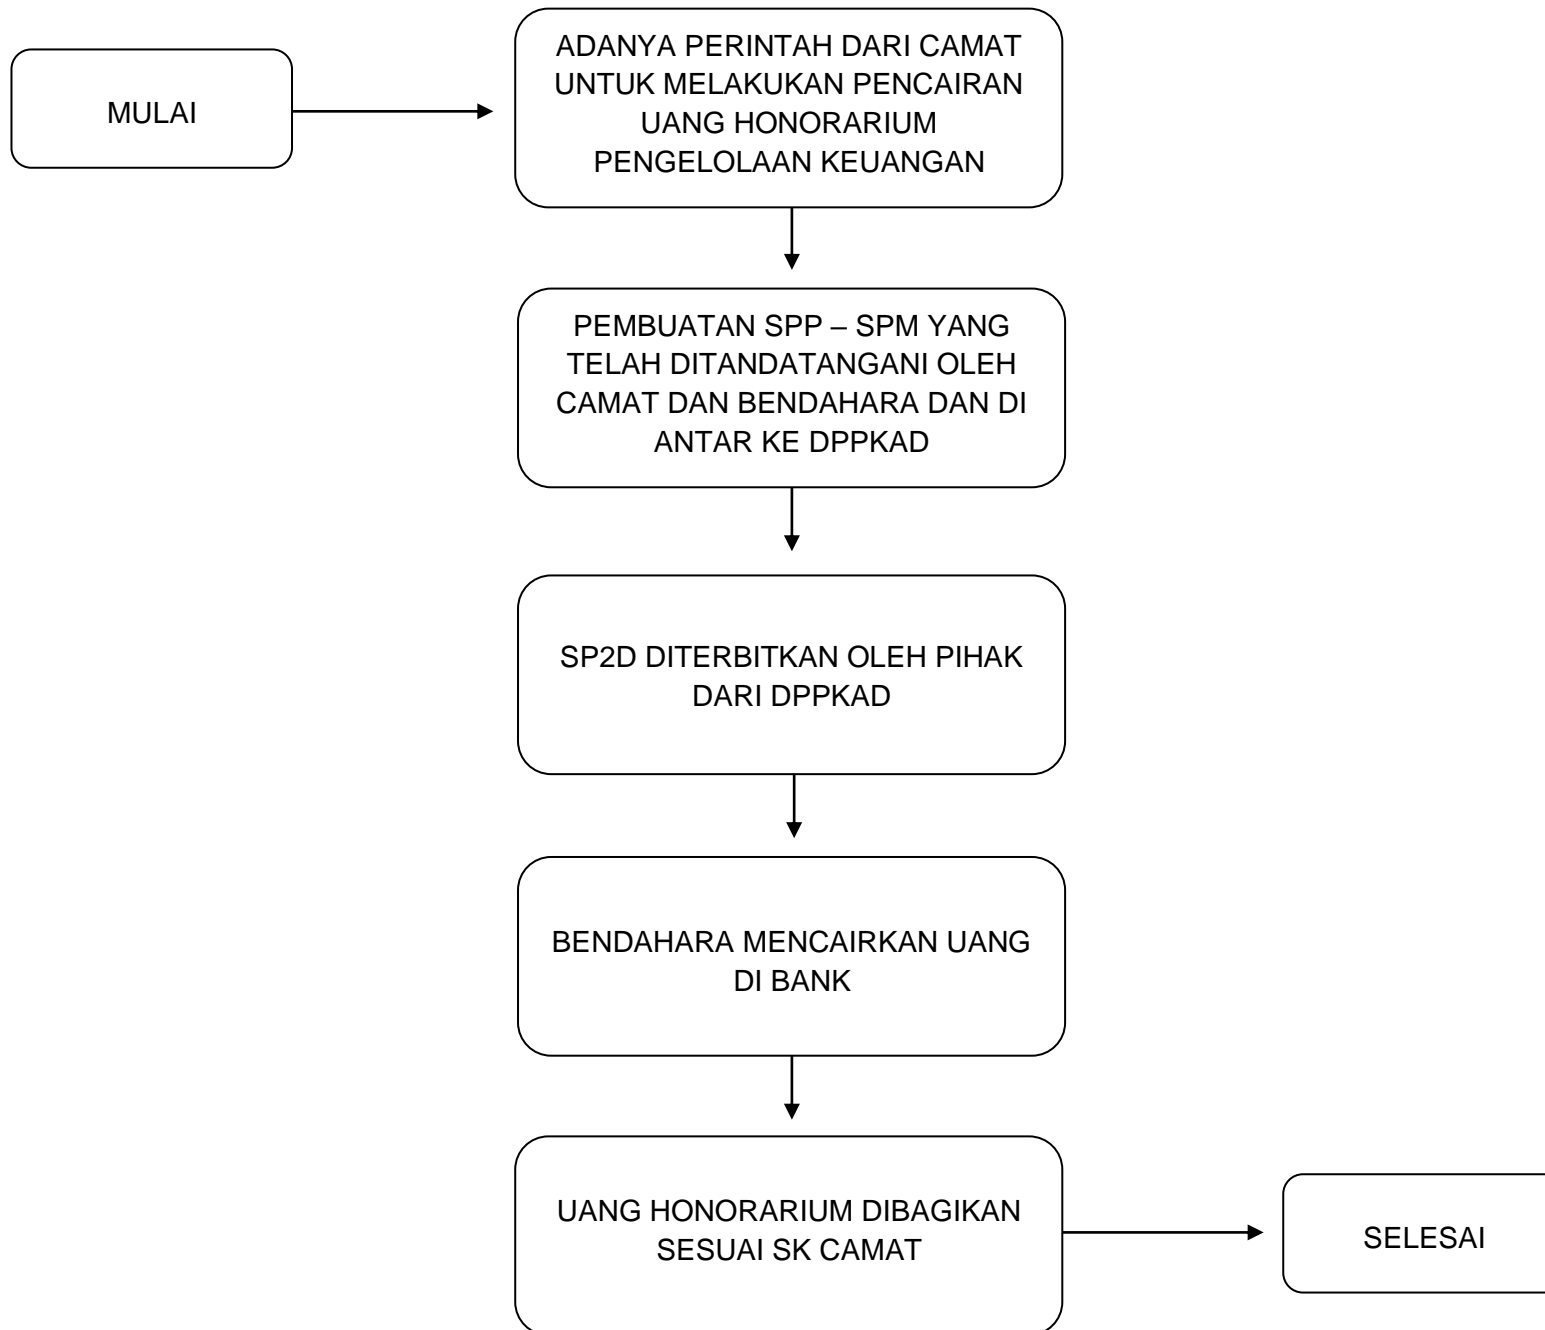 MULAI
ADANYA PERINTAH DARI CAMAT
UNTUK MELAKUKAN PENCAIRAN
UANG HONORARIUM
PENGELOLAAN KEUANGAN
PEMBUATAN SPP – SPM YANG
TELAH DITANDATANGANI OLEH
CAMAT DAN BENDAHARA DAN DI
ANTAR KE DPPKAD
SP2D DITERBITKAN OLEH PIHAK
DARI DPPKAD
BENDAHARA MENCAIRKAN UANG
DI BANK
UANG HONORARIUM DIBAGIKAN
SESUAI SK CAMAT
SELESAI